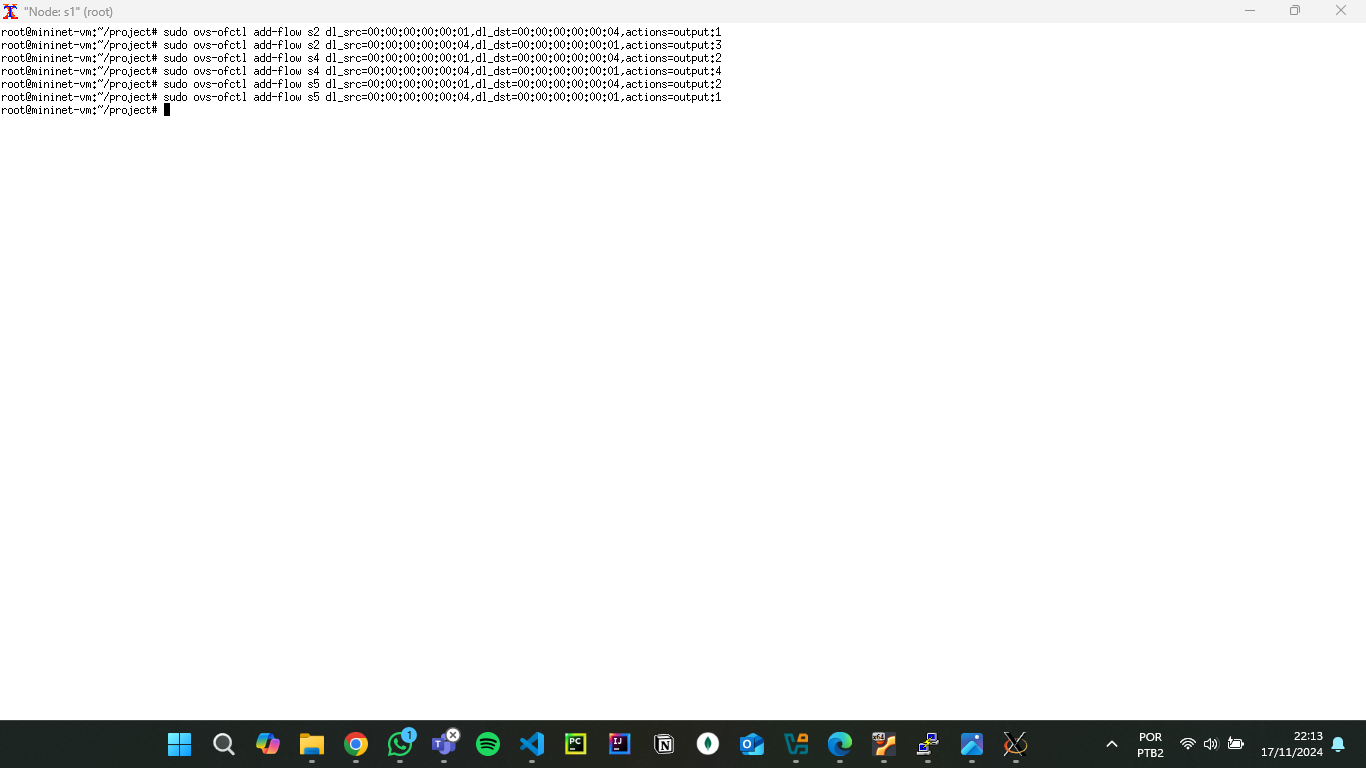 "Node: s1" (root)
root@mininet-vm:~/project# sudo ovs-ofctl add-flow s2 dl_src=00:00:00:00:00:01,dl_dst=00:00:00:00:00:04,actions=output:1
root@mininet-vm:~/project# sudo ovs-ofctl add-flow s2 dl_src=00:00:00:00:00:04,dl_dst=00:00:00:00:00:01,actions=output:3
root@mininet-vm:~/project# sudo ovs-ofctl add-flow s4 dl_src=00:00:00:00:00:01,dl_dst=00:00:00:00:00:04,actions=output:2
root@mininet-vm:~/project# sudo ovs-ofctl add-flow s4 dl_src=00:00:00:00:00:04,dl_dst=00:00:00:00:00:01,actions=output:4
root@mininet-vm:~/project# sudo ovs-ofctl add-flow s5 dl_src=00:00:00:00:00:01,dl_dst=00:00:00:00:00:04,actions=output:2
root@mininet-vm:~/project# sudo ovs-ofctl add-flow s5 dl_src=00:00:00:00:00:04,dl_dst=00:00:00:00:00:01,actions=output:1
root@mininet-vm:~/project#
1
PC
IJ
x64
POR
PTB2
22:13
17/11/2024